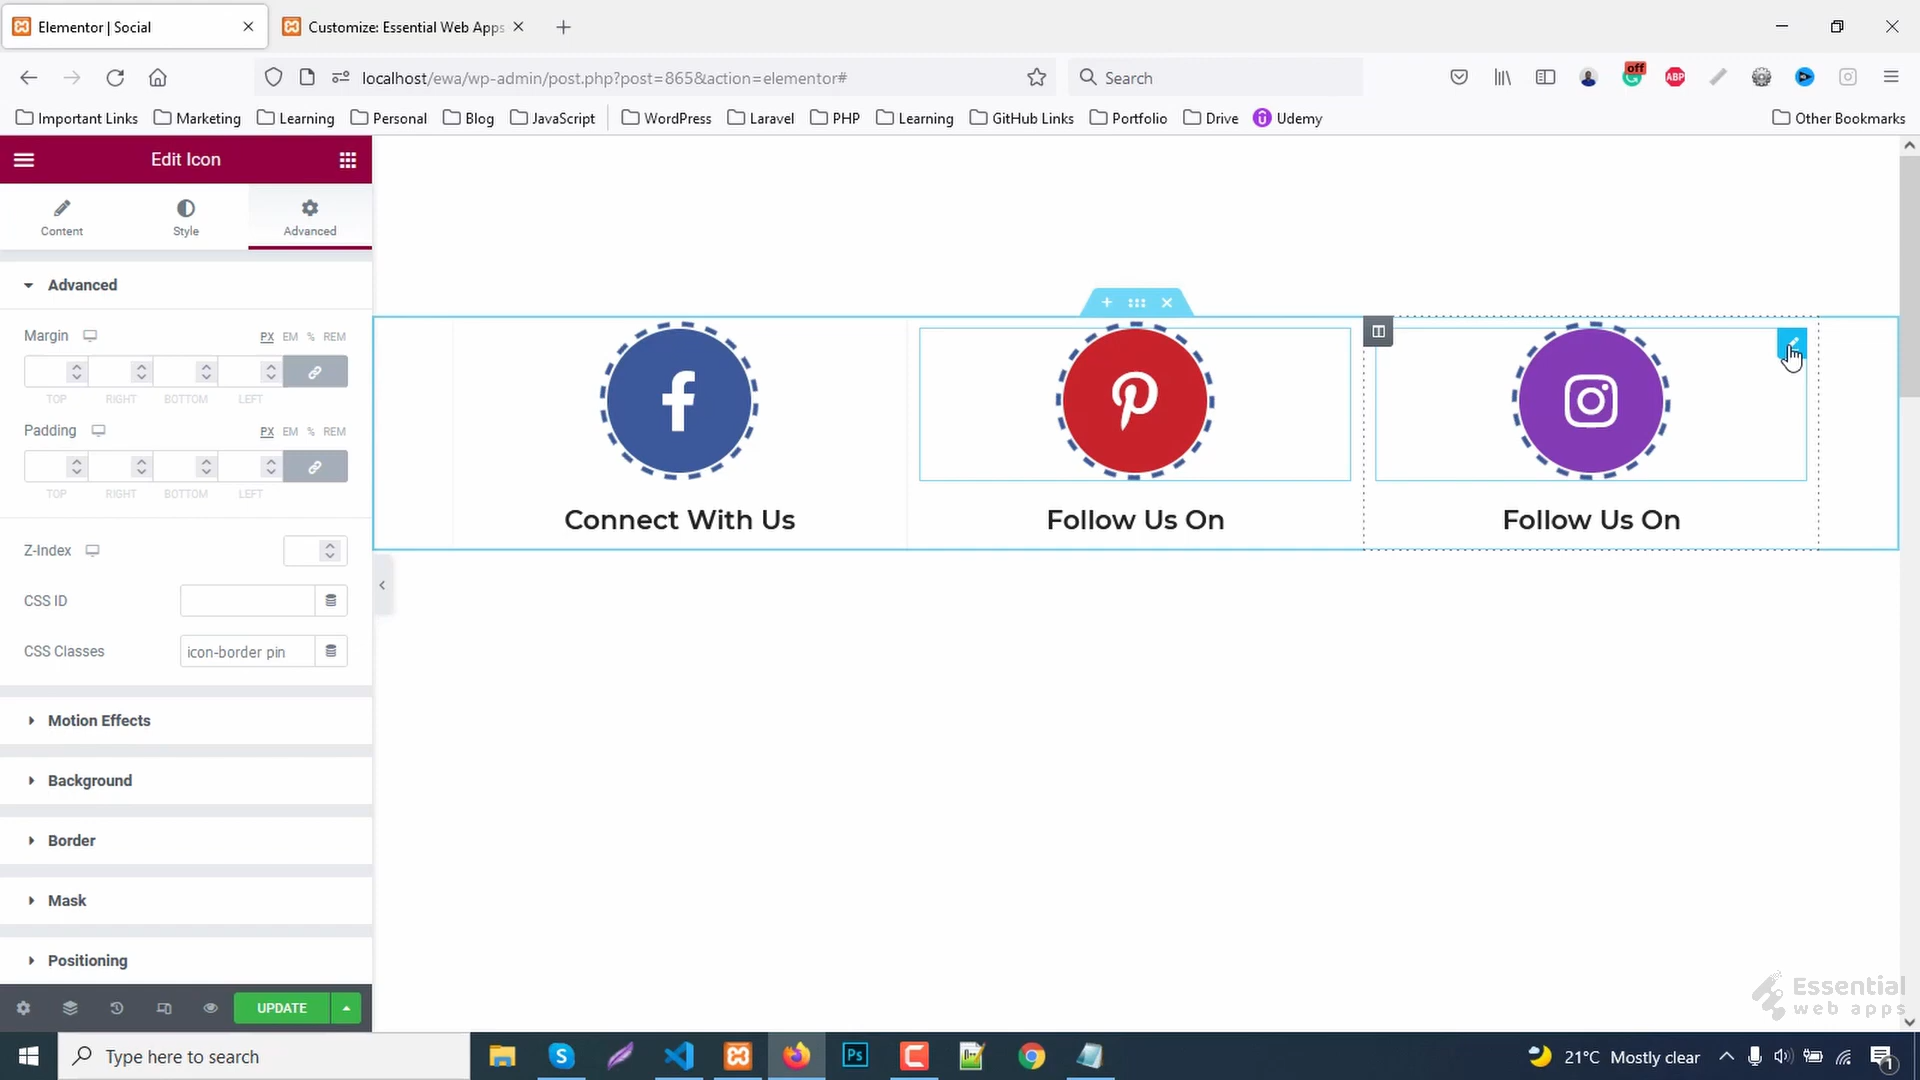 Elementor | Social
Customize: Essential Web Apps
localhost/ewa/wp-admin/post.php?post=865&action=elementor#
Search
off
ABP
Important Links
Marketing
Learning
Personal
Blog
JavaScript
WordPress
Laravel
PHP
Learning
GitHub Links
Portfolio
Drive
Udemy
Other Bookmarks
Edit Icon
Content
Style
Advanced
Advanced
Margin
PX EM % REM
TOP RIGHT BOTTOM LEFT
Padding
PX EM % REM
TOP RIGHT BOTTOM LEFT
Z-Index
CSS ID
CSS Classes
icon-border pin
Motion Effects
Background
Border
Mask
Positioning
UPDATE
Connect With Us
Follow Us On
Follow Us On
Essential
web apps
Type here to search
Ps
21°C Mostly clear
1